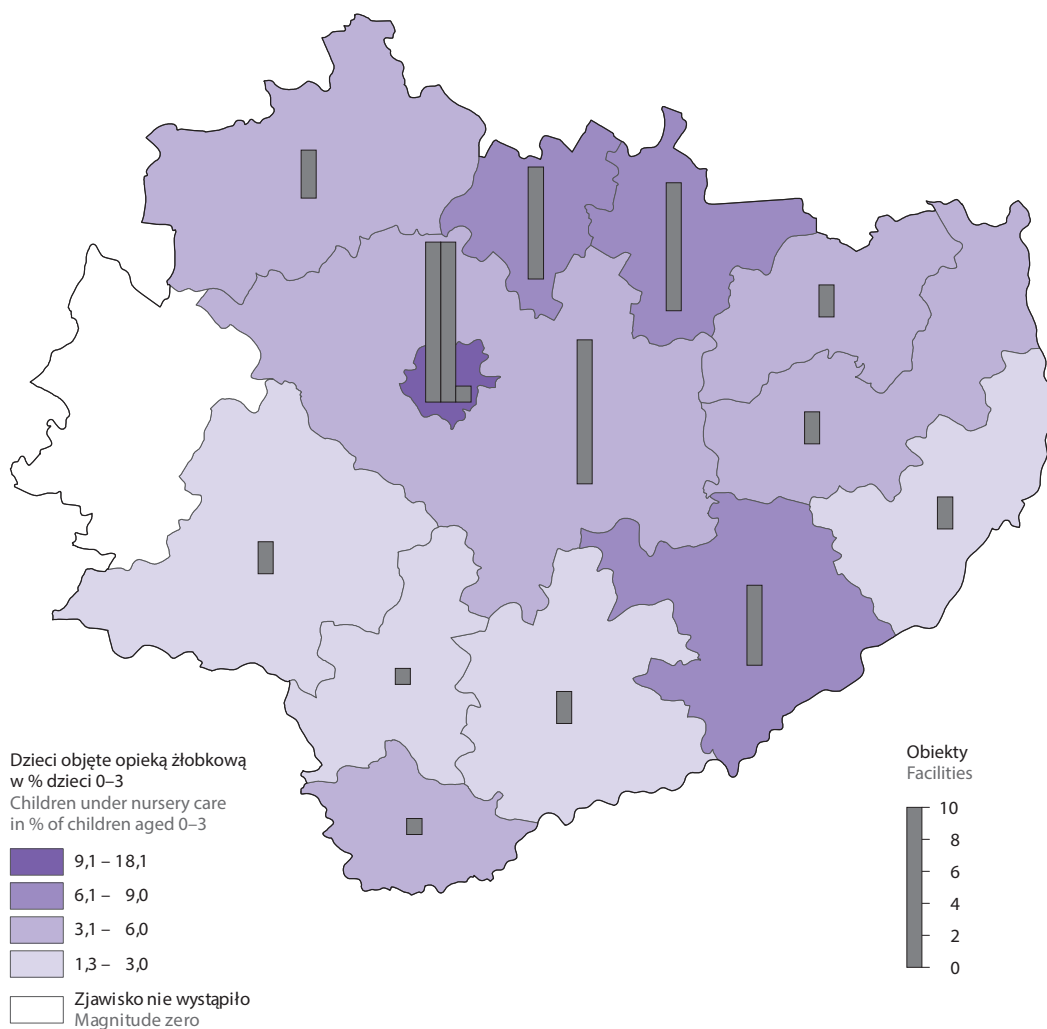 Dzieci objęte opieką żłobkową
w % dzieci 0–3
Children under nursery care
in % of children aged 0–3
9,1 – 18,1
6,1 – 9,0
3,1 – 6,0
1,3 – 3,0
Zjawisko nie wystąpiło
Magnitude zero
Obiekty
Facilities
10
8
6
4
2
0